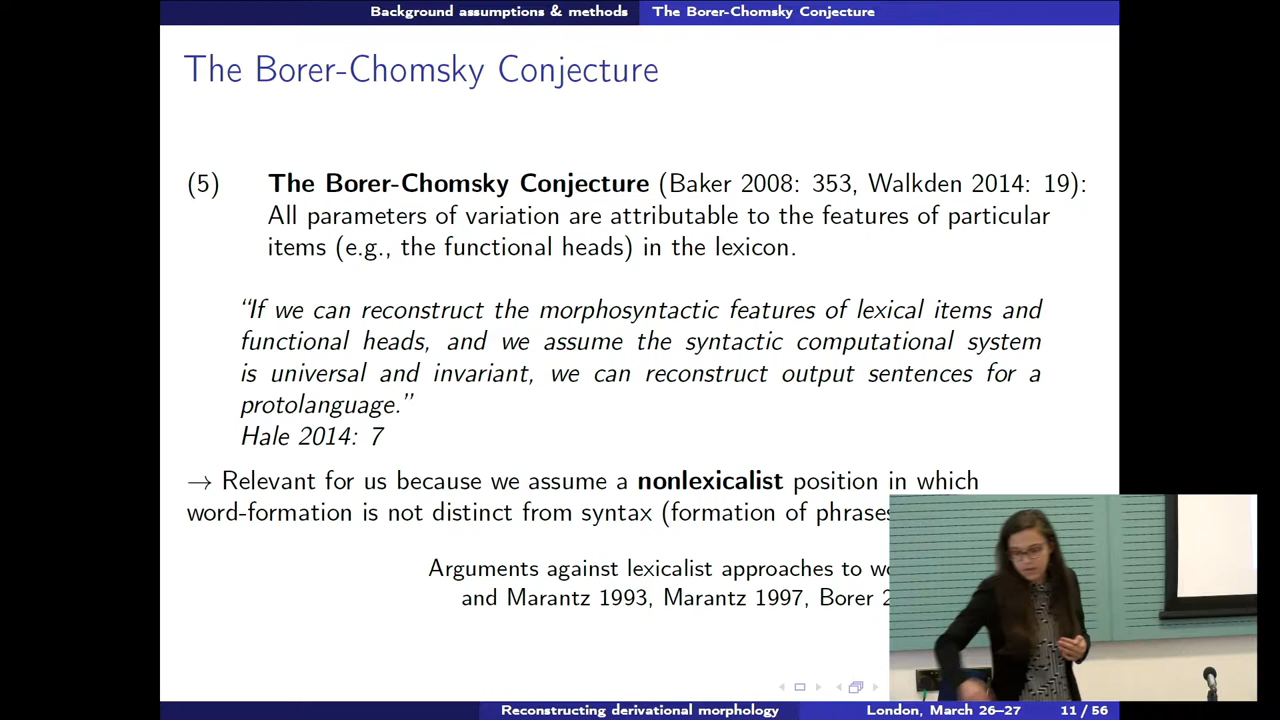 Background assumptions & methods The Borer-Chomsky Conjecture
The Borer-Chomsky Conjecture
(5) The Borer-Chomsky Conjecture (Baker 2008: 353, Walkden 2014: 19):
All parameters of variation are attributable to the features of particular
items (e.g., the functional heads) in the lexicon.
“If we can reconstruct the morphosyntactic features of lexical items and
functional heads, and we assume the syntactic computational system
is universal and invariant, we can reconstruct output sentences for a
protolanguage.”
Hale 2014: 7
→ Relevant for us because we assume a nonlexicalist position in which
word-formation is not distinct from syntax (formation of phrases
Arguments against lexicalist approaches to
and Marantz 1993, Marantz 1997, Borer
Reconstructing derivational morphology London, March 26–27 11 / 56